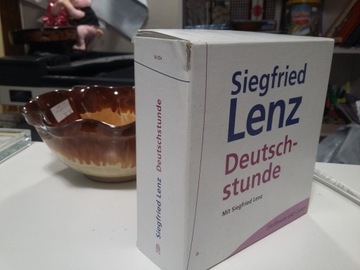 Siegfried
Lenz
Deutsch-
stunde
Mit Siegfried Lenz
Siegfried Lenz Deutschstunde